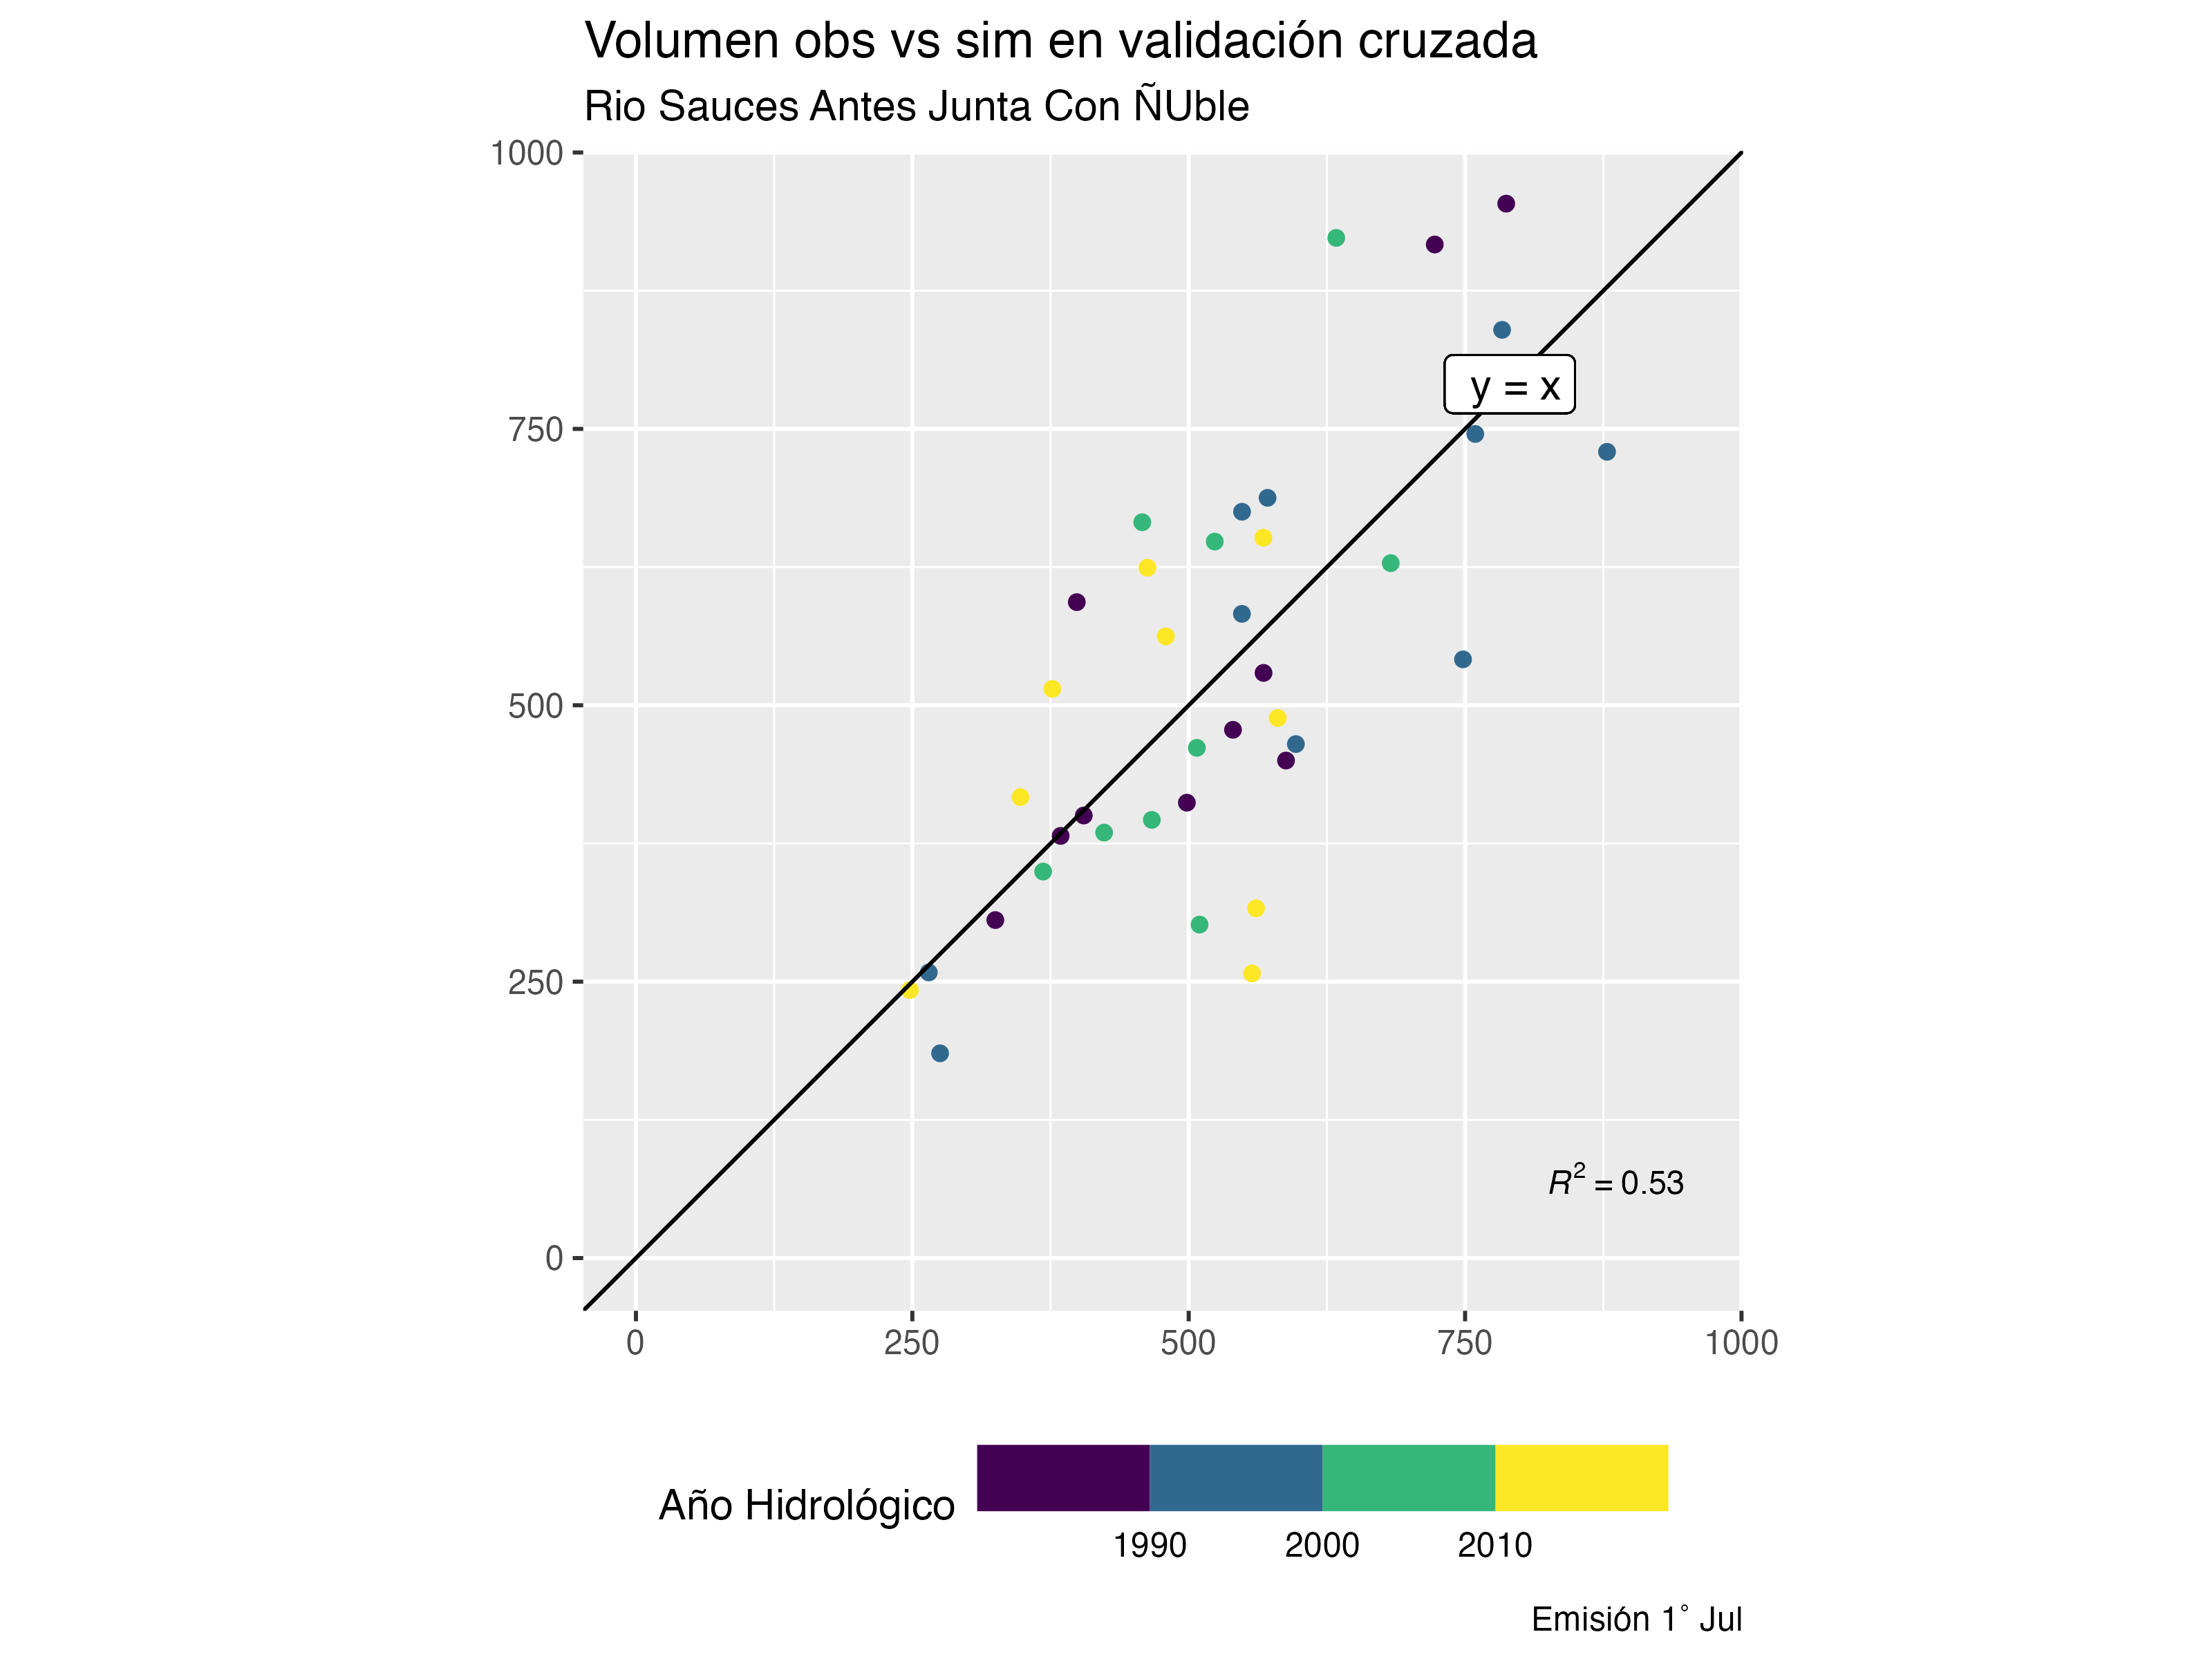 Volumen obs vs sim en validación cruzada
Rio Sauces Antes Junta Con ÑUble
1000
750
500
250
0
y = x
R² = 0.53
0 250 500 750 1000
Año Hidrológico
1990 2000 2010
Emisión 1° Jul